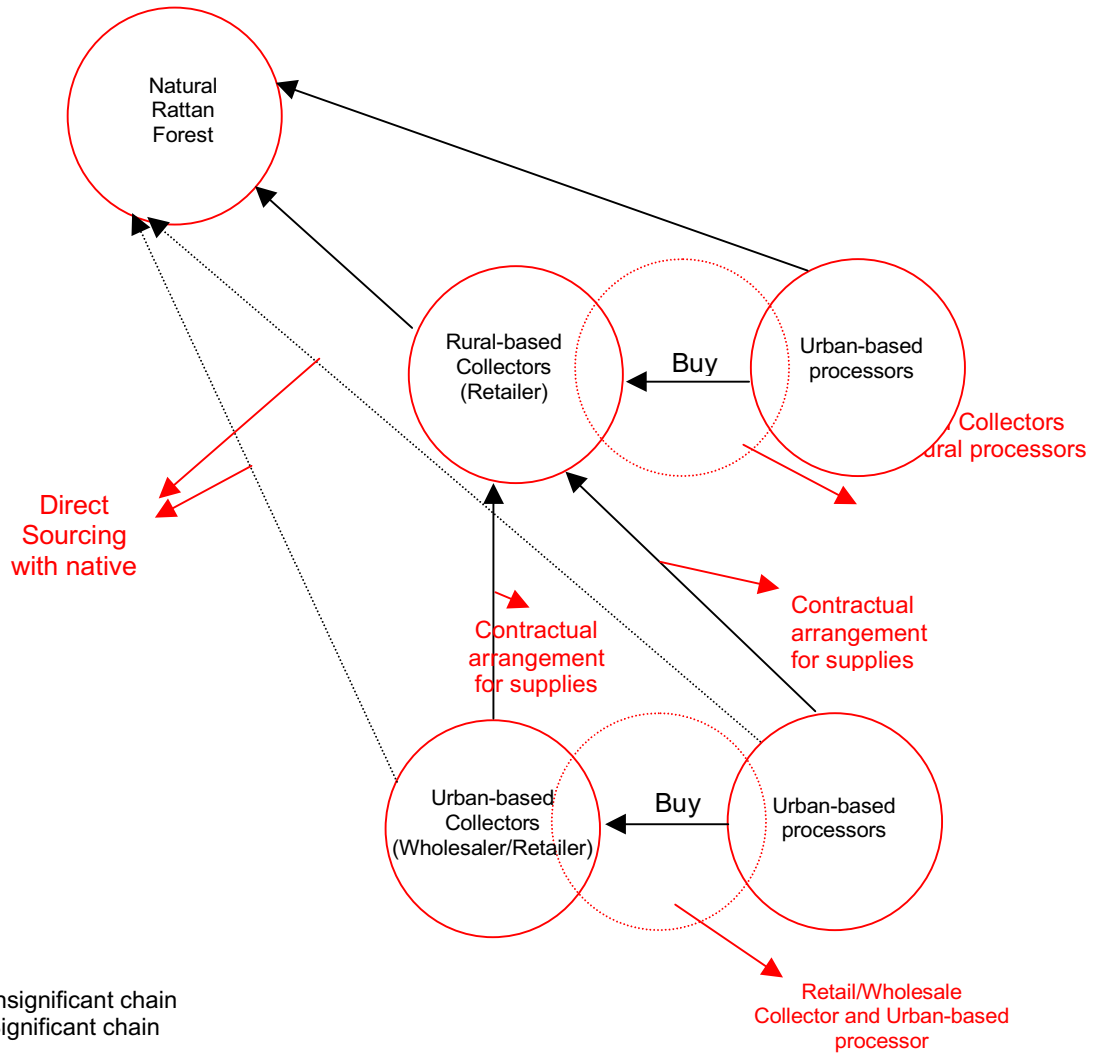 Natural
Rattan
Forest
Rural-based
Collectors
(Retailer)
Buy
Urban-based
processors
Collectors
processors
Direct
Sourcing
with native
Contractual
arrangement
for supplies
Contractual
arrangement
for supplies
Urban-based
Collectors
(Wholesaler/Retailer)
Buy
Urban-based
processors
Retail/Wholesale
Collector and Urban-based
processor
nsignificant chain
ignificant chain